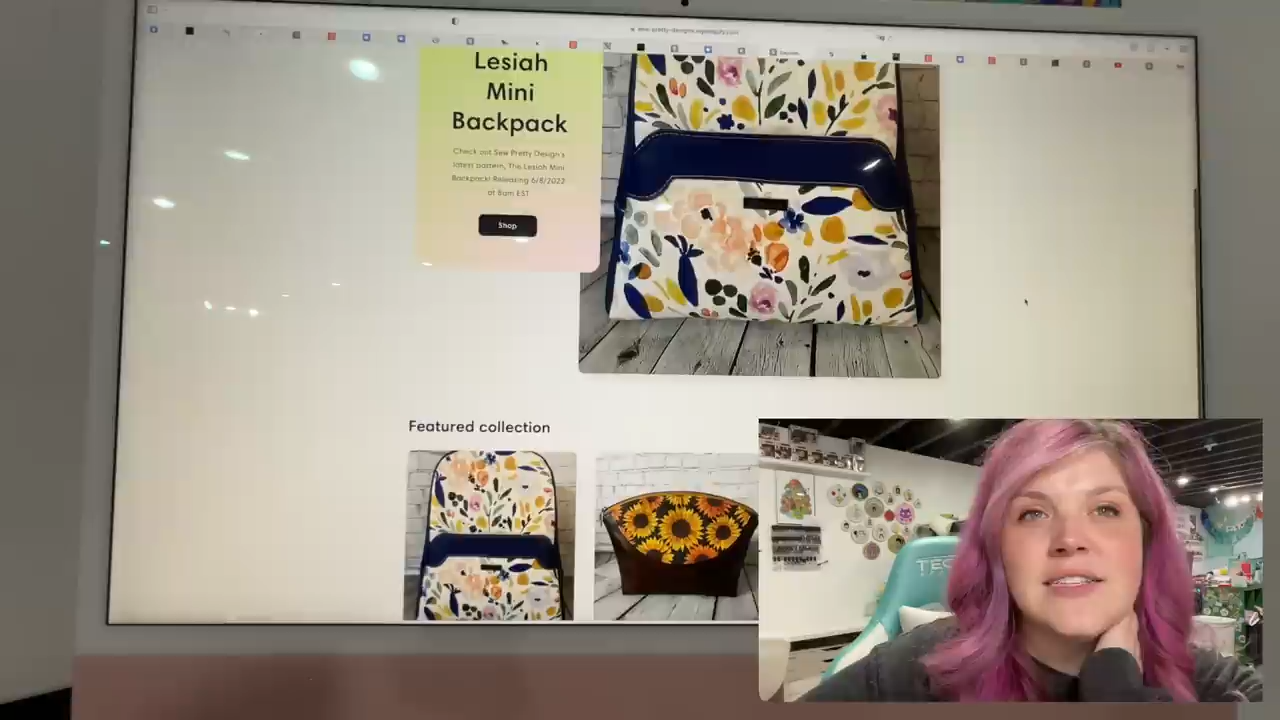 Lesiah
Mini
Backpack
Check out Sew Pretty Design's
latest pattern, The Lesiah Mini
Backpack! Releasing 6/8/2022
at 8am EST
Shop
Featured collection
TEC